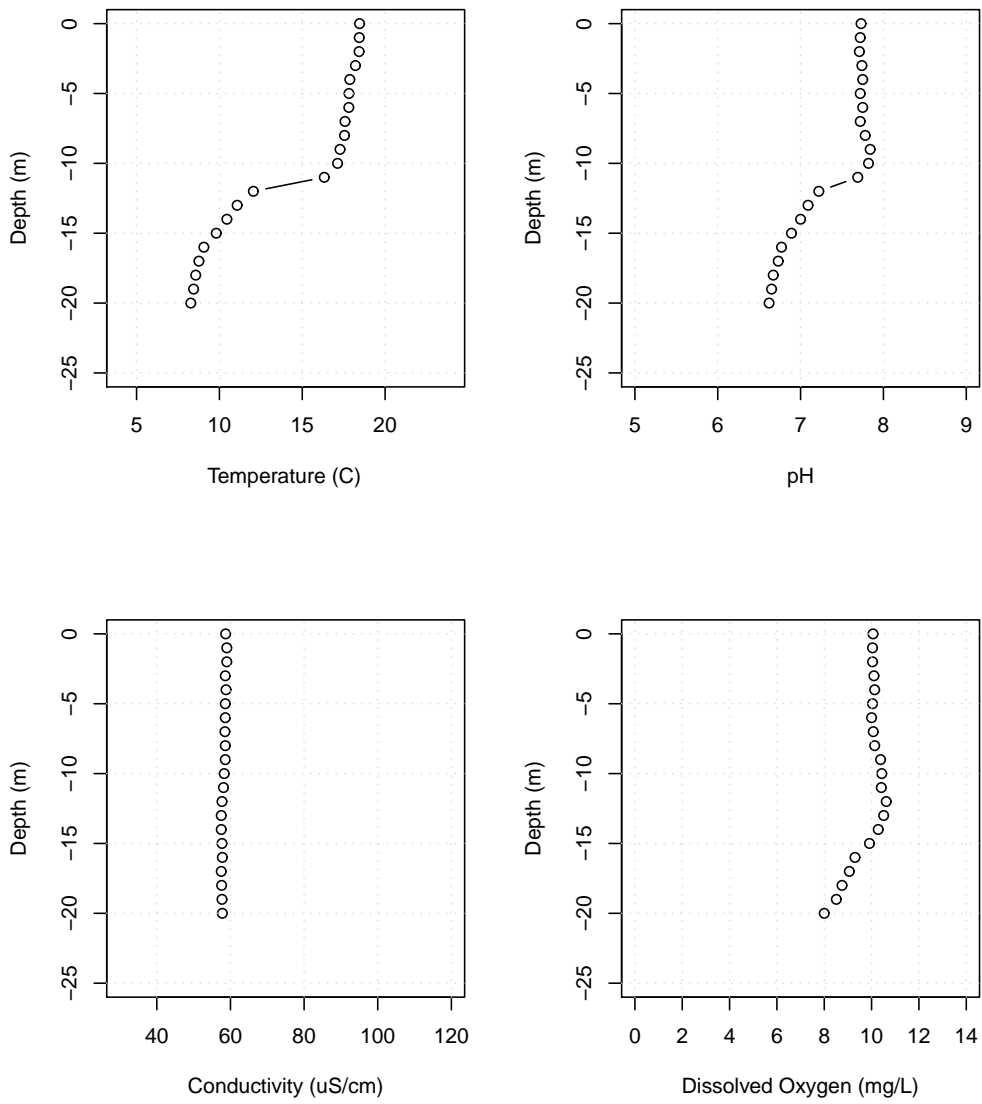 0
−5
−10
−15
−20
−25
Depth (m)
5 10 15 20
Temperature (C)
0
−5
−10
−15
−20
−25
Depth (m)
5 6 7 8 9
pH
0
−5
−10
−15
−20
−25
Depth (m)
40 60 80 100 120
Conductivity (uS/cm)
0
−5
−10
−15
−20
−25
Depth (m)
0 2 4 6 8 10 12 14
Dissolved Oxygen (mg/L)